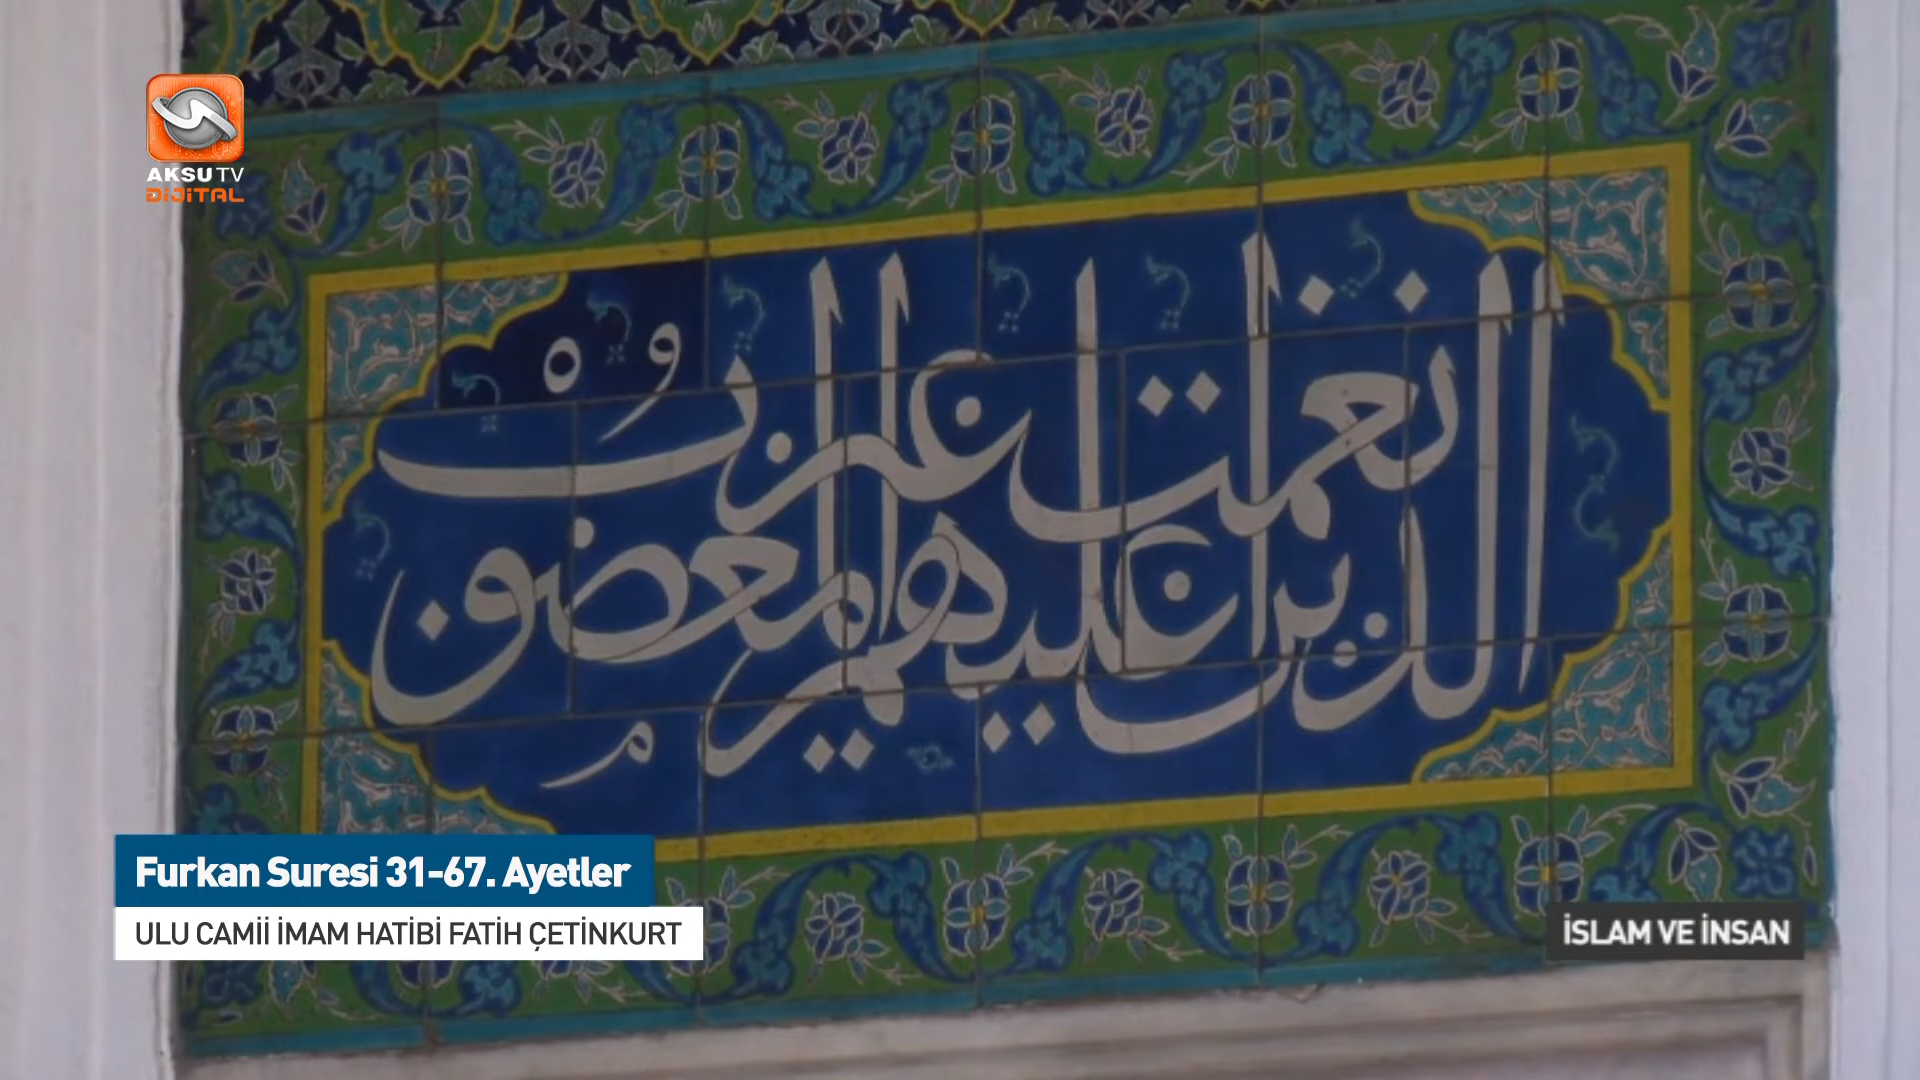 AKSU TV
DİJİTAL
الذين انعمت عليهم غير المغضوب
Furkan Suresi 31-67. Ayetler
ULU CAMİİ İMAM HATİBİ FATİH ÇETİNKURT
İSLAM VE İNSAN